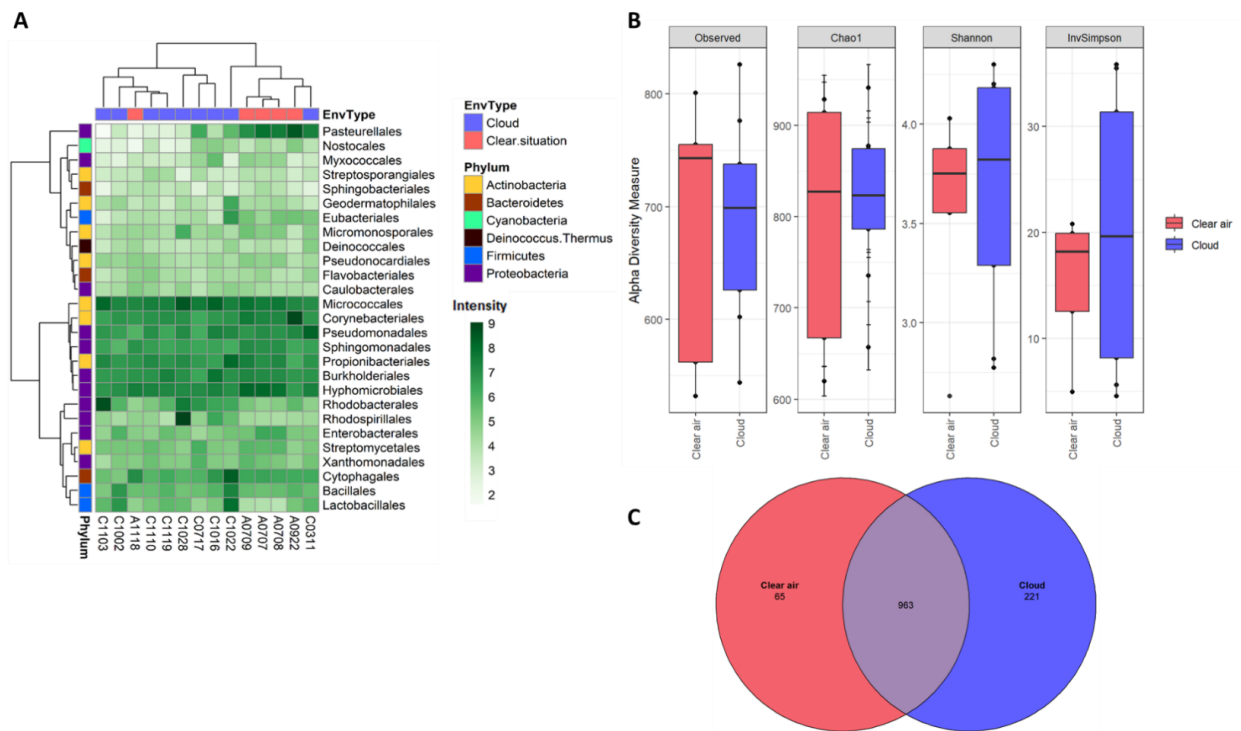 A
EnvType
Pasteurellales
Nostocales
Myxococcales
Streptosporangiales
Sphingobacteriales
Geodermatophilales
Eubacteriales
Micromonosporales
Deinococcales
Pseudonocardiales
Flavobacteriales
Caulobacterales
Micrococcales
Corynebacteriales
Pseudomonadales
Sphingomonadales
Propionibacteriales
Burkholderiales
Hyphomicrobiales
Rhodobacterales
Rhodospirillales
Enterobacterales
Streptomycetales
Xanthomonadales
Cytophagales
Bacillales
Lactobacillales
Phylum
C1103
C1002
A1118
C1110
C1119
C1028
C0717
C1016
C1022
A0709
A0707
A0708
A0922
C0311
EnvType
Cloud
Clear.situation
Phylum
Actinobacteria
Bacteroidetes
Cyanobacteria
Deinococcus.Thermus
Firmicutes
Proteobacteria
Intensity
9
8
7
6
5
4
3
2
B
Alpha Diversity Measure
Observed
800
700
600
Clear air
Cloud
Chao1
900
800
700
600
Clear air
Cloud
Shannon
4.0
3.5
3.0
Clear air
Cloud
InvSimpson
30
20
10
Clear air
Cloud
Clear air
Cloud
C
Clear air
65
963
Cloud
221